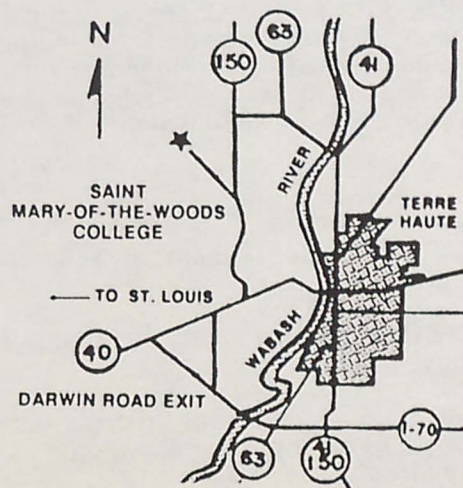 N
63
150
41
RIVER
SAINT
MARY-OF-THE-WOODS
COLLEGE
TERRE
HAUTE
TO ST. LOUIS
WABASH
40
DARWIN ROAD EXIT
I-70
63
41
150